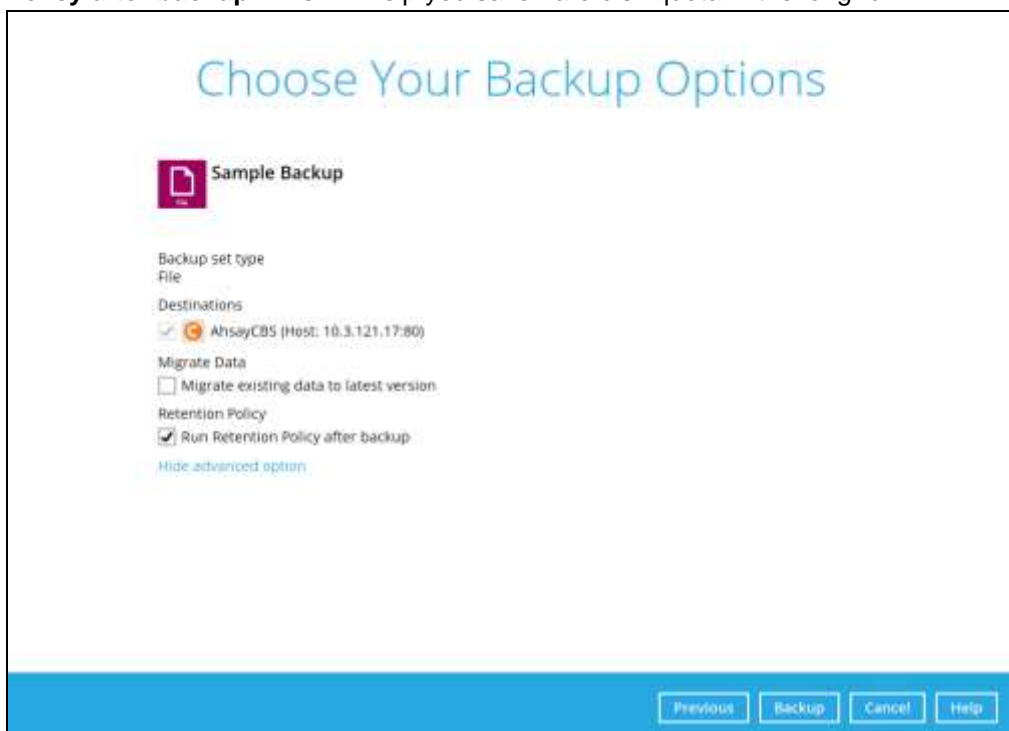 Choose Your Backup Options
Sample Backup
File
Backup set type
File
Destinations
AhsayCBS (Host: 10.3.121.17:80)
Migrate Data
Migrate existing data to latest version
Retention Policy
Run Retention Policy after backup
Hide advanced option
Previous Backup Cancel Help